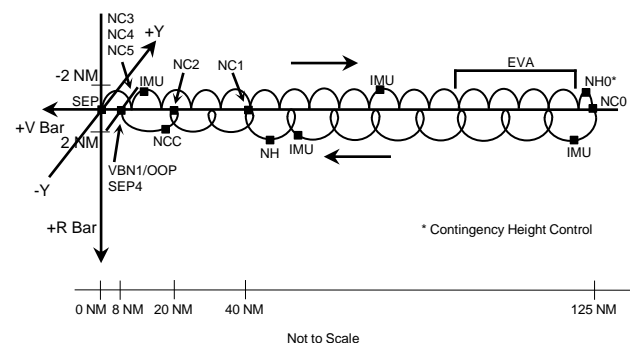 NC3
NC4
NC5
+Y
-2 NM
IMU
NC2
NC1
IMU
EVA
NH0*
SEP
NC0
+V Bar
2 NM
NCC
NH
IMU
IMU
VBN1/OOP
SEP4
-Y
+R Bar
* Contingency Height Control
0 NM
8 NM
20 NM
40 NM
125 NM
Not to Scale